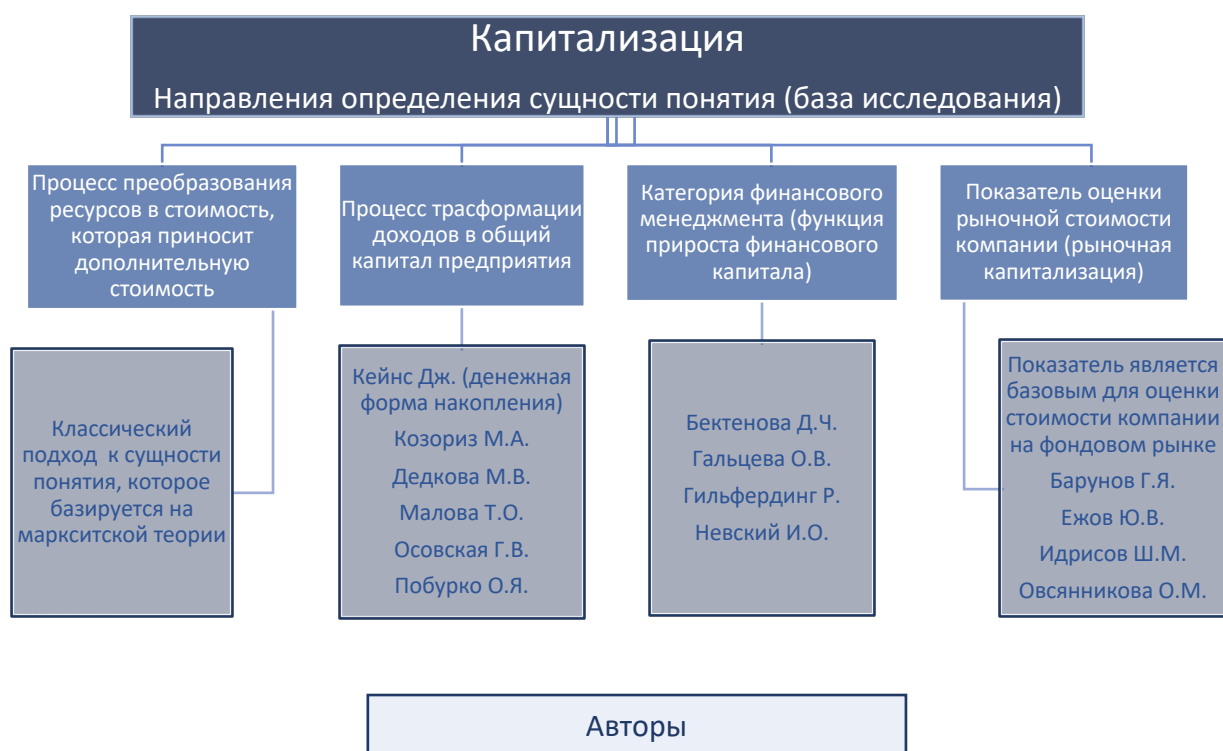 Капитализация
Направления определения сущности понятия (база исследования)
Процесс преобразования
ресурсов в стоимость,
которая приносит
дополнительную
стоимость
Процесс трасформации
доходов в общий
капитал предприятия
Категория финансового
менеджмента (функция
прироста финансового
капитала)
Показатель оценки
рыночной стоимости
компании (рыночная
капитализация)
Классический
подход к сущности
понятия, которое
базируется на
маркситской теории
Кейнс Дж. (денежная
форма накопления)
Козориз М.А.
Дедкова М.В.
Малова Т.О.
Осовская Г.В.
Побурко О.Я.
Бектенова Д.Ч.
Гальцева О.В.
Гильфердинг Р.
Невский И.О.
Показатель является
базовым для оценки
стоимости компании
на фондовом рынке
Барунов Г.Я.
Ежов Ю.В.
Идрисов Ш.М.
Овсянникова О.М.
Авторы